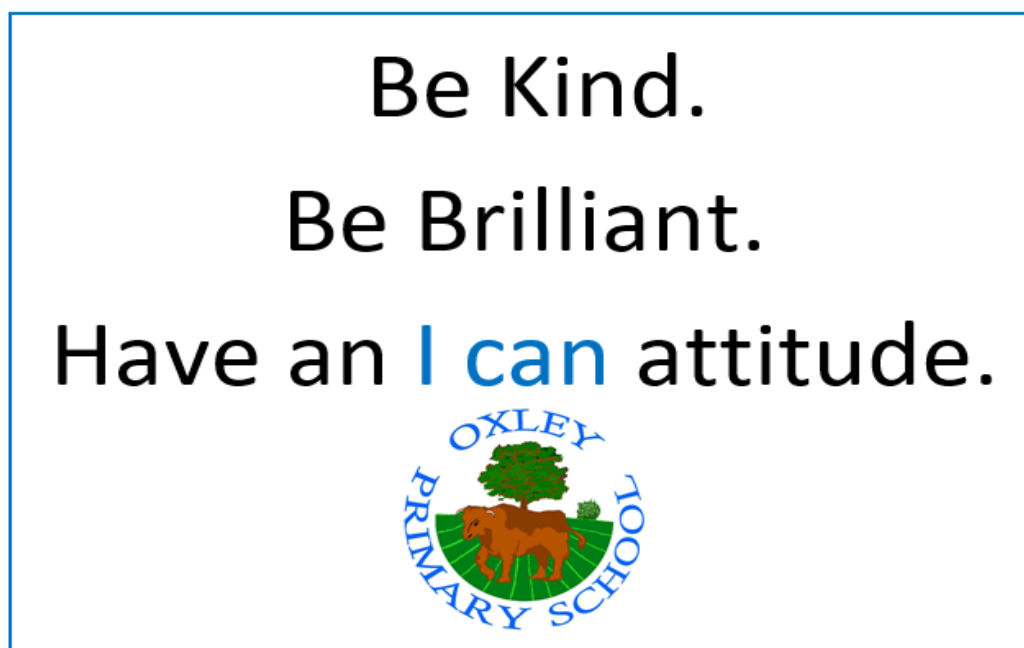 Be Kind.
Be Brilliant.
Have an I can attitude.
OXLEY
PRIMARY SCHOOL